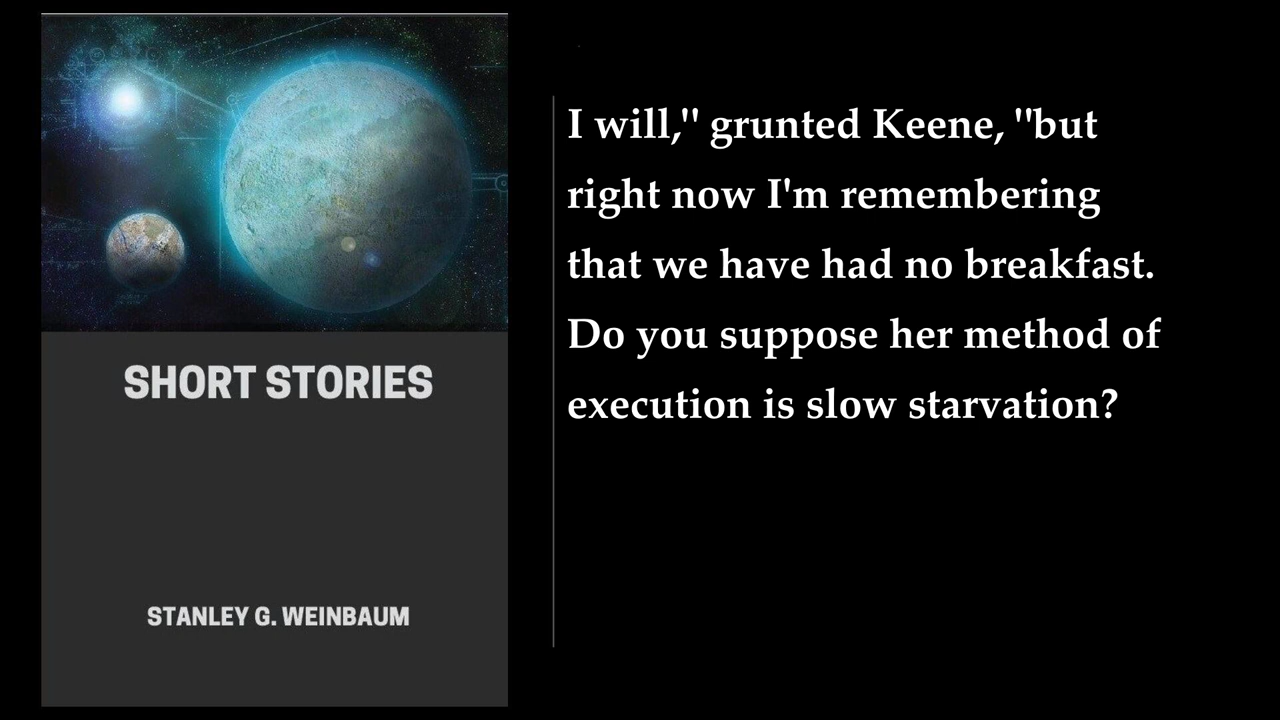 SHORT STORIES
STANLEY G. WEINBAUM
I will," grunted Keene, "but
right now I'm remembering
that we have had no breakfast.
Do you suppose her method of
execution is slow starvation?